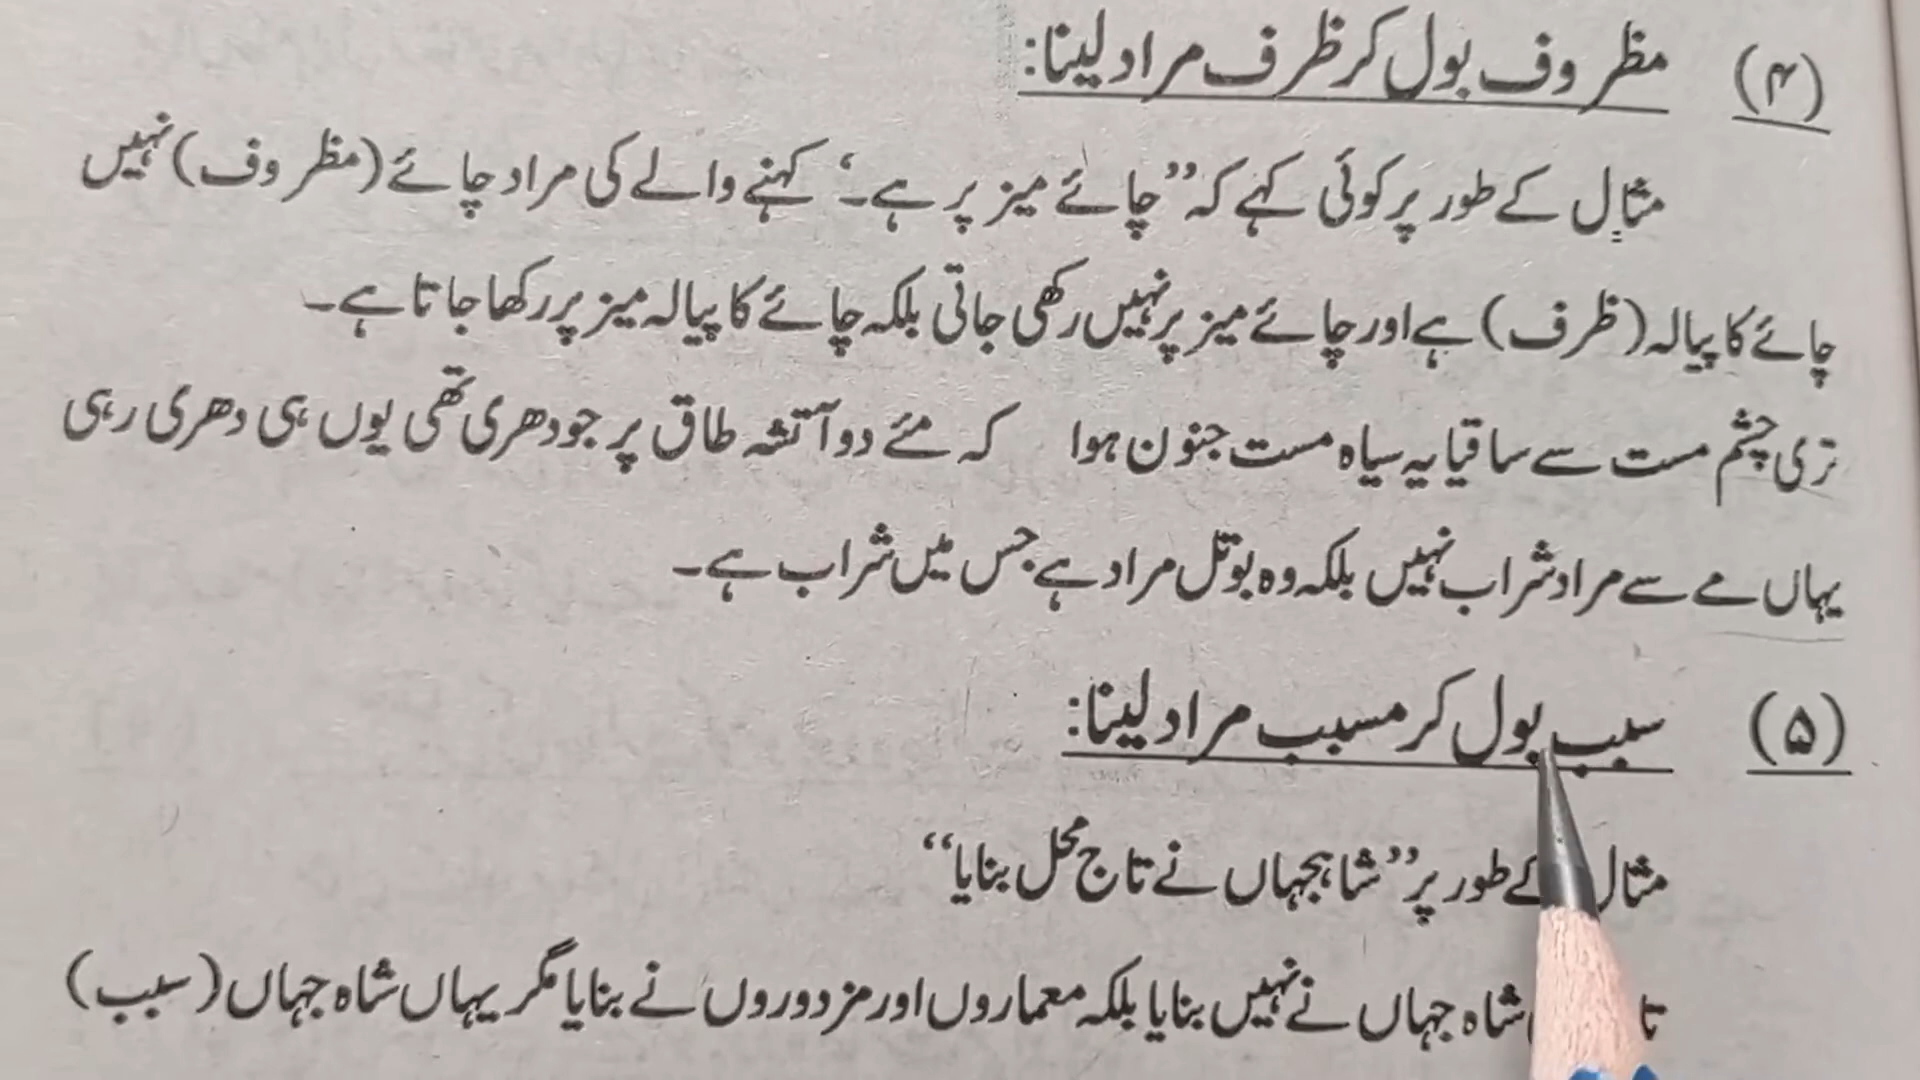 (۴) مظروف بول کر ظرف مراد لینا:
مثال کے طور پر کوئی کہے کہ ”چائے میز پر ہے۔‘ کہنے والے کی مراد چائے (مظروف) نہیں
چائے کا پیالہ (ظرف) ہے اور چائے میز پر نہیں رکھی جاتی بلکہ چائے کا پیالہ میز پر رکھا جاتا ہے۔
تری چشم مست سے ساقیا یہ سیاہ مست جنون ہوا کہ مئے دو آتشہ طاق پر جو دھری تھی یوں ہی دھری رہی
یہاں مے سے مراد شراب نہیں بلکہ وہ بوتل مراد ہے جس میں شراب ہے۔
(۵) سبب بول کر مسبب مراد لینا:
مثال کے طور پر ”شاہجہاں نے تاج محل بنایا“
شاہ جہاں نے نہیں بنایا بلکہ معماروں اور مزدوروں نے بنایا مگر یہاں شاہ جہاں (سبب)